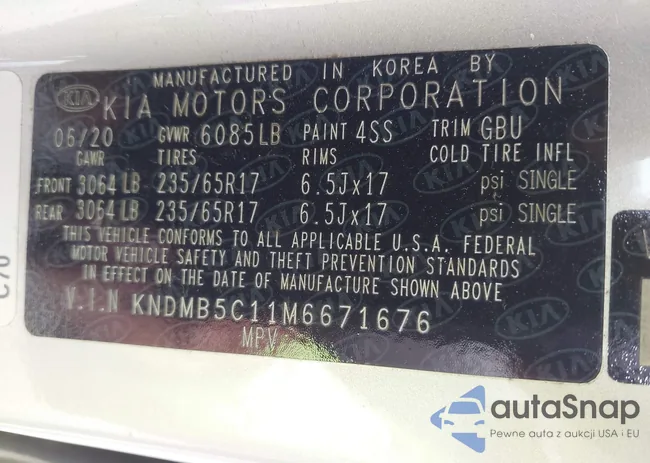 MANUFACTURED IN KOREA BY
KIA KIA MOTORS CORPORATION
06/20 GVWR 6085LB PAINT 4SS TRIM GBU
GAWR TIRES RIMS COLD TIRE INFL
FRONT 3064 LB 235/65R17 6.5Jx17 psi SINGLE
REAR 3064 LB 235/65R17 6.5Jx17 psi SINGLE
THIS VEHICLE CONFORMS TO ALL APPLICABLE U.S.A. FEDERAL
MOTOR VEHICLE SAFETY AND THEFT PREVENTION STANDARDS
IN EFFECT ON THE DATE OF MANUFACTURE SHOWN ABOVE
V.I.N KNDMB5C11M6671676
MPV
C70
autaSnap
Pewne auta z aukcji USA i EU